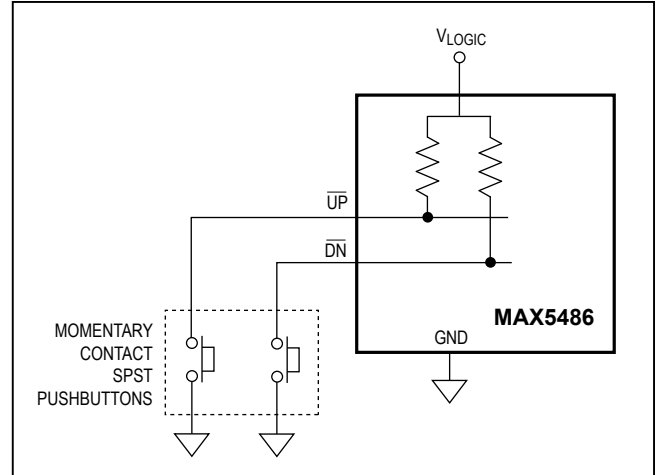 VLOGIC
UP
DN
MAX5486
GND
MOMENTARY
CONTACT
SPST
PUSHBUTTONS